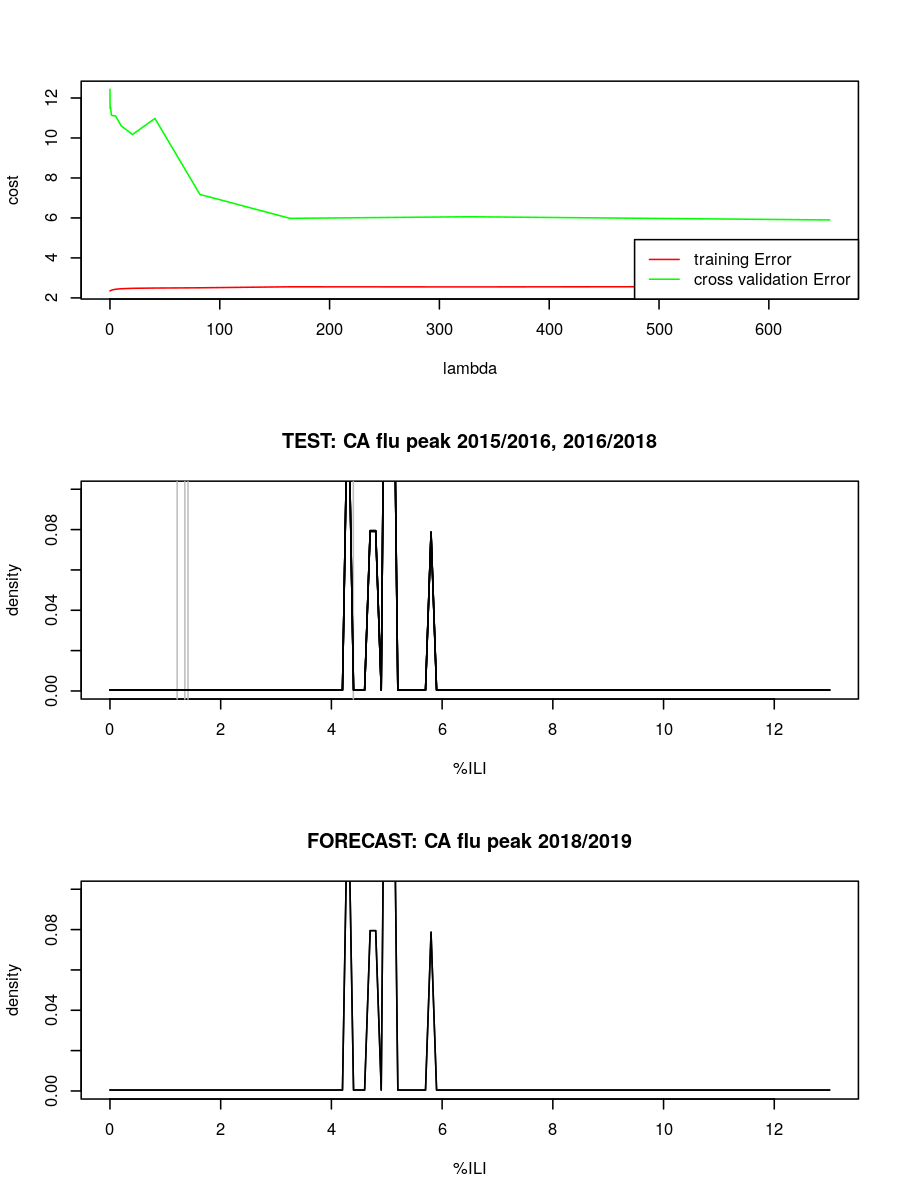 12
10
8
6
4
2
cost
training Error
cross validation Error
0 100 200 300 400 500 600
lambda
TEST: CA flu peak 2015/2016, 2016/2018
0.08
0.04
0.00
density
0 2 4 6 8 10 12
%ILI
FORECAST: CA flu peak 2018/2019
0.08
0.04
0.00
density
0 2 4 6 8 10 12
%ILI